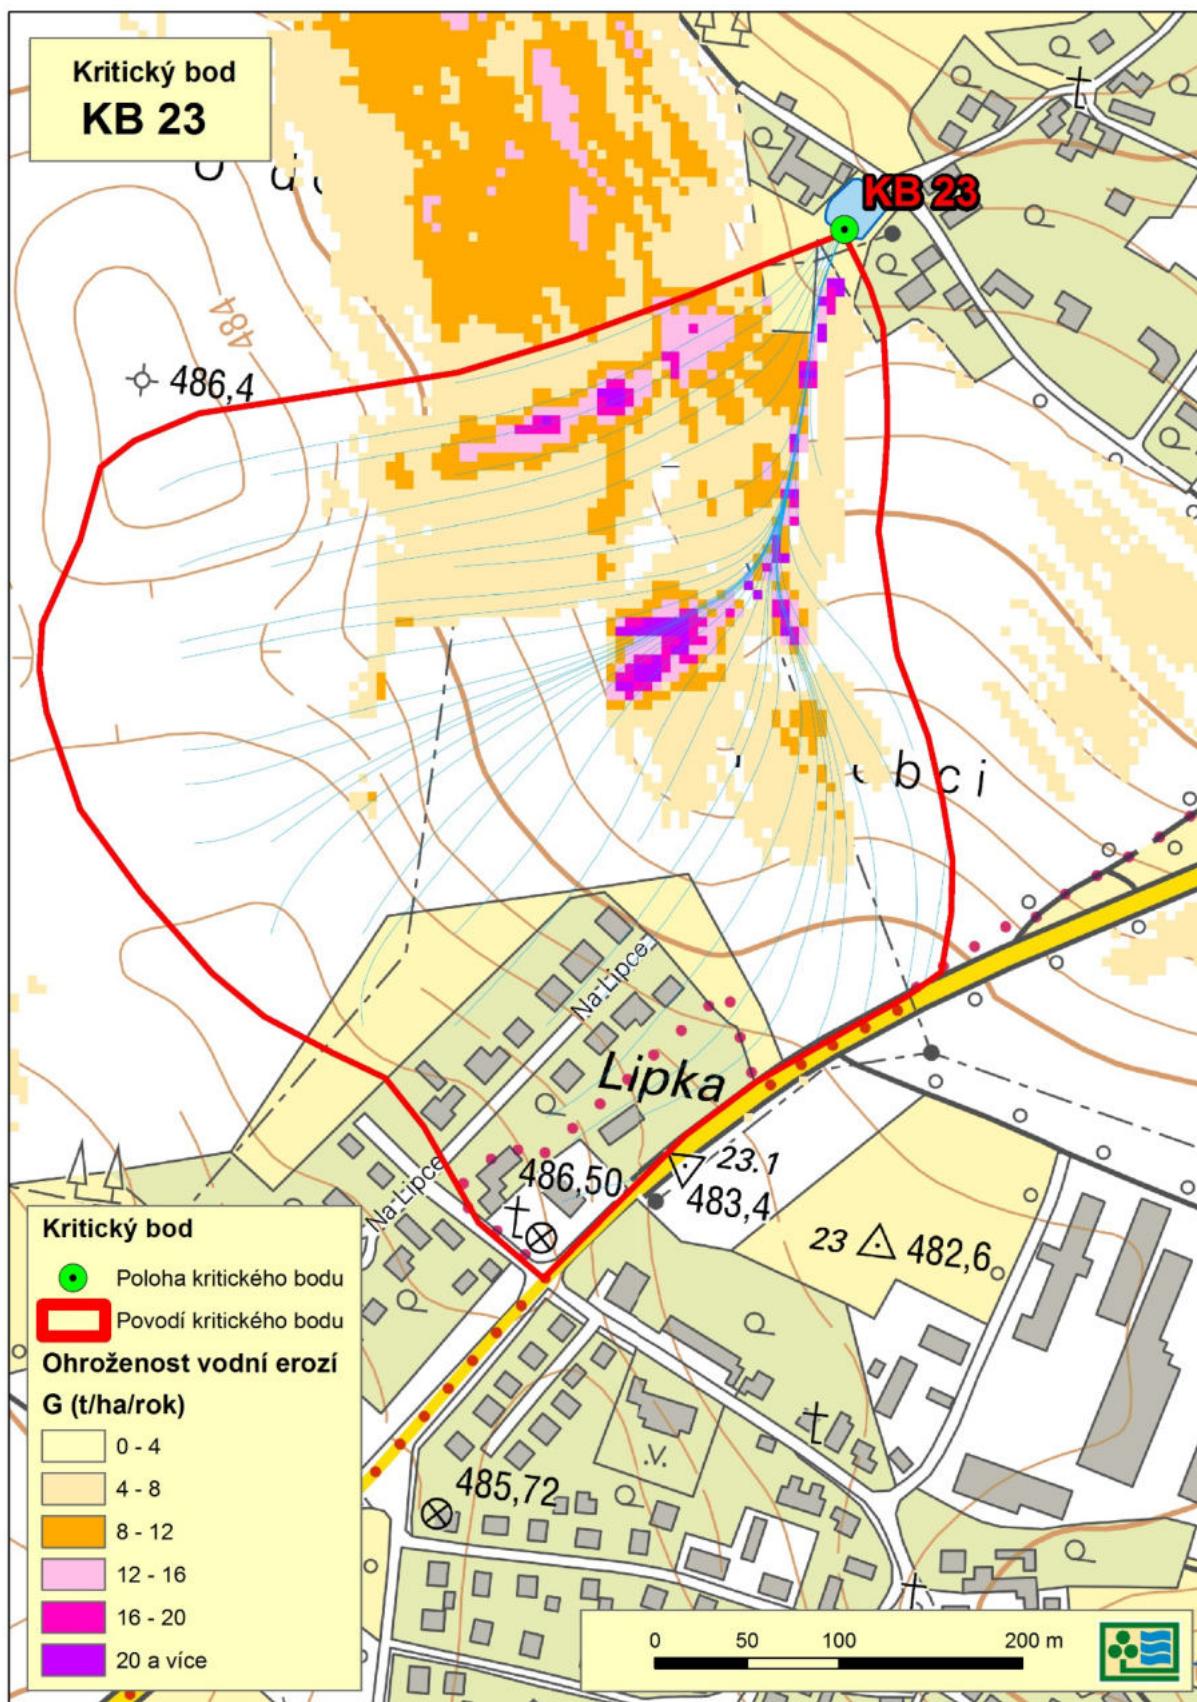 Kritický bod
KB 23
KB 23
484
486,4
b c i
Na Lipce
Lipka
Na Lipce
486,50
23.1
483,4
23
482,6
.v.
485,72
Kritický bod
Poloha kritického bodu
Povodí kritického bodu
Ohroženost vodní erozí
G (t/ha/rok)
0 - 4
4 - 8
8 - 12
12 - 16
16 - 20
20 a více
0 50 100 200 m